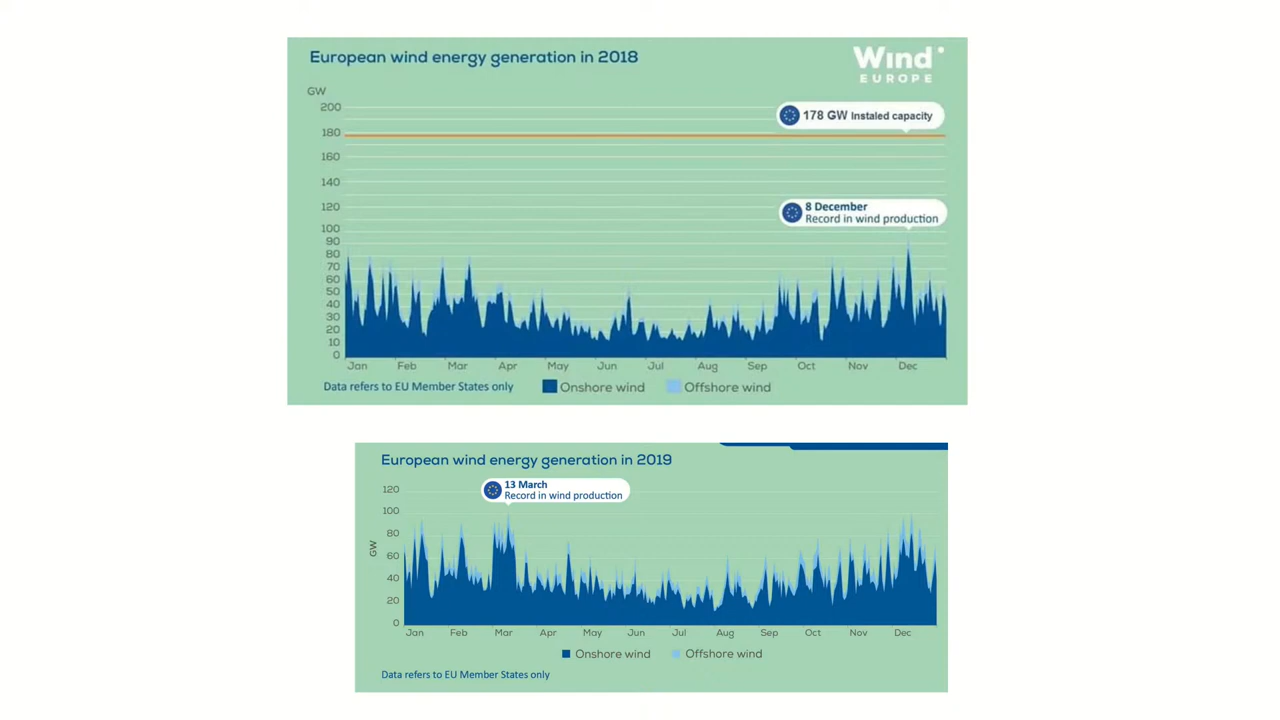 European wind energy generation in 2018
Wind
EUROPE
GW
200
178 GW Instaled capacity
180
160
140
8 December
120
Record in wind production
100
90
80
70
60
50
40
30
20
10
0
Jan Feb Mar Apr May Jun Jul Aug Sep Oct Nov Dec
Data refers to EU Member States only
Onshore wind Offshore wind
European wind energy generation in 2019
13 March
Record in wind production
120
100
80
GW
60
40
20
0
Jan Feb Mar Apr May Jun Jul Aug Sep Oct Nov Dec
Onshore wind Offshore wind
Data refers to EU Member States only